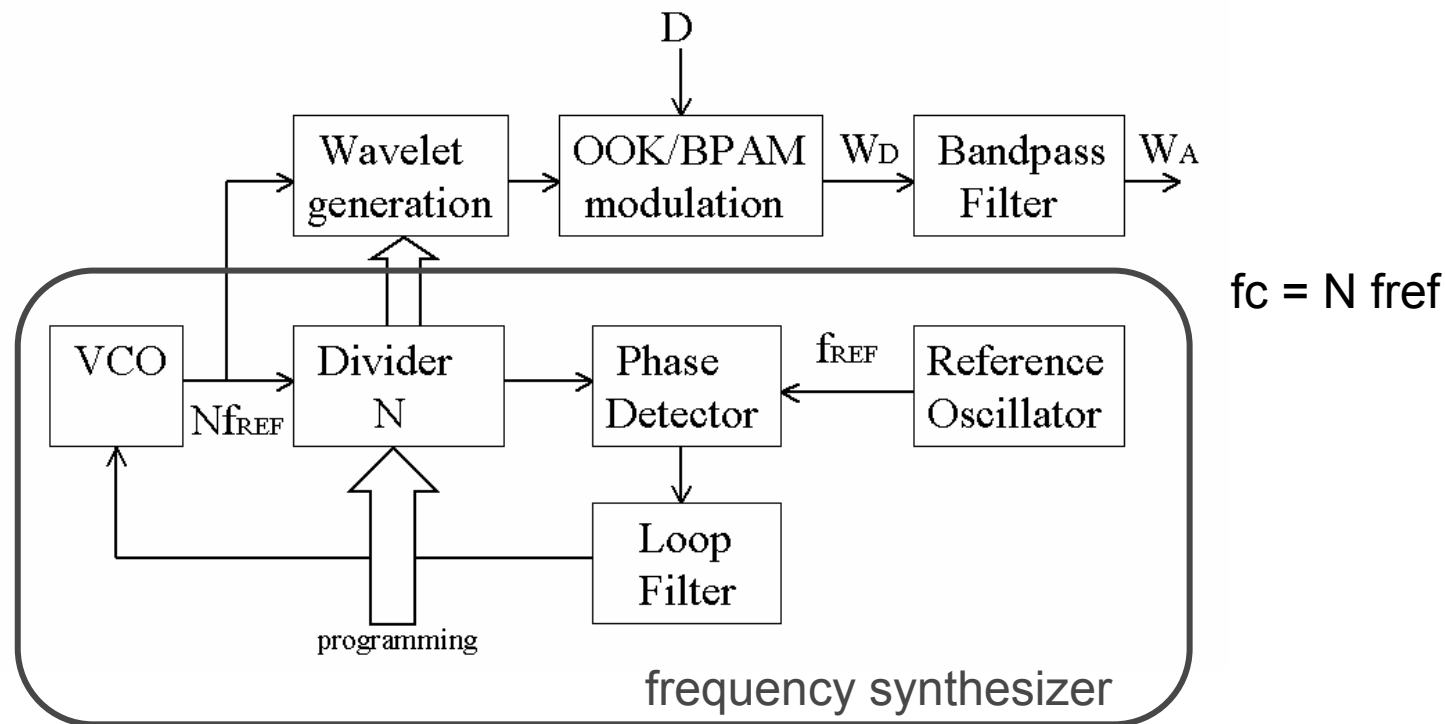 D
Wavelet
generation
OOK/BPAM
modulation
WD
Bandpass
Filter
WA
fc = N fref
VCO
NfREF
Divider
N
Phase
Detector
fREF
Reference
Oscillator
Loop
Filter
programming
frequency synthesizer